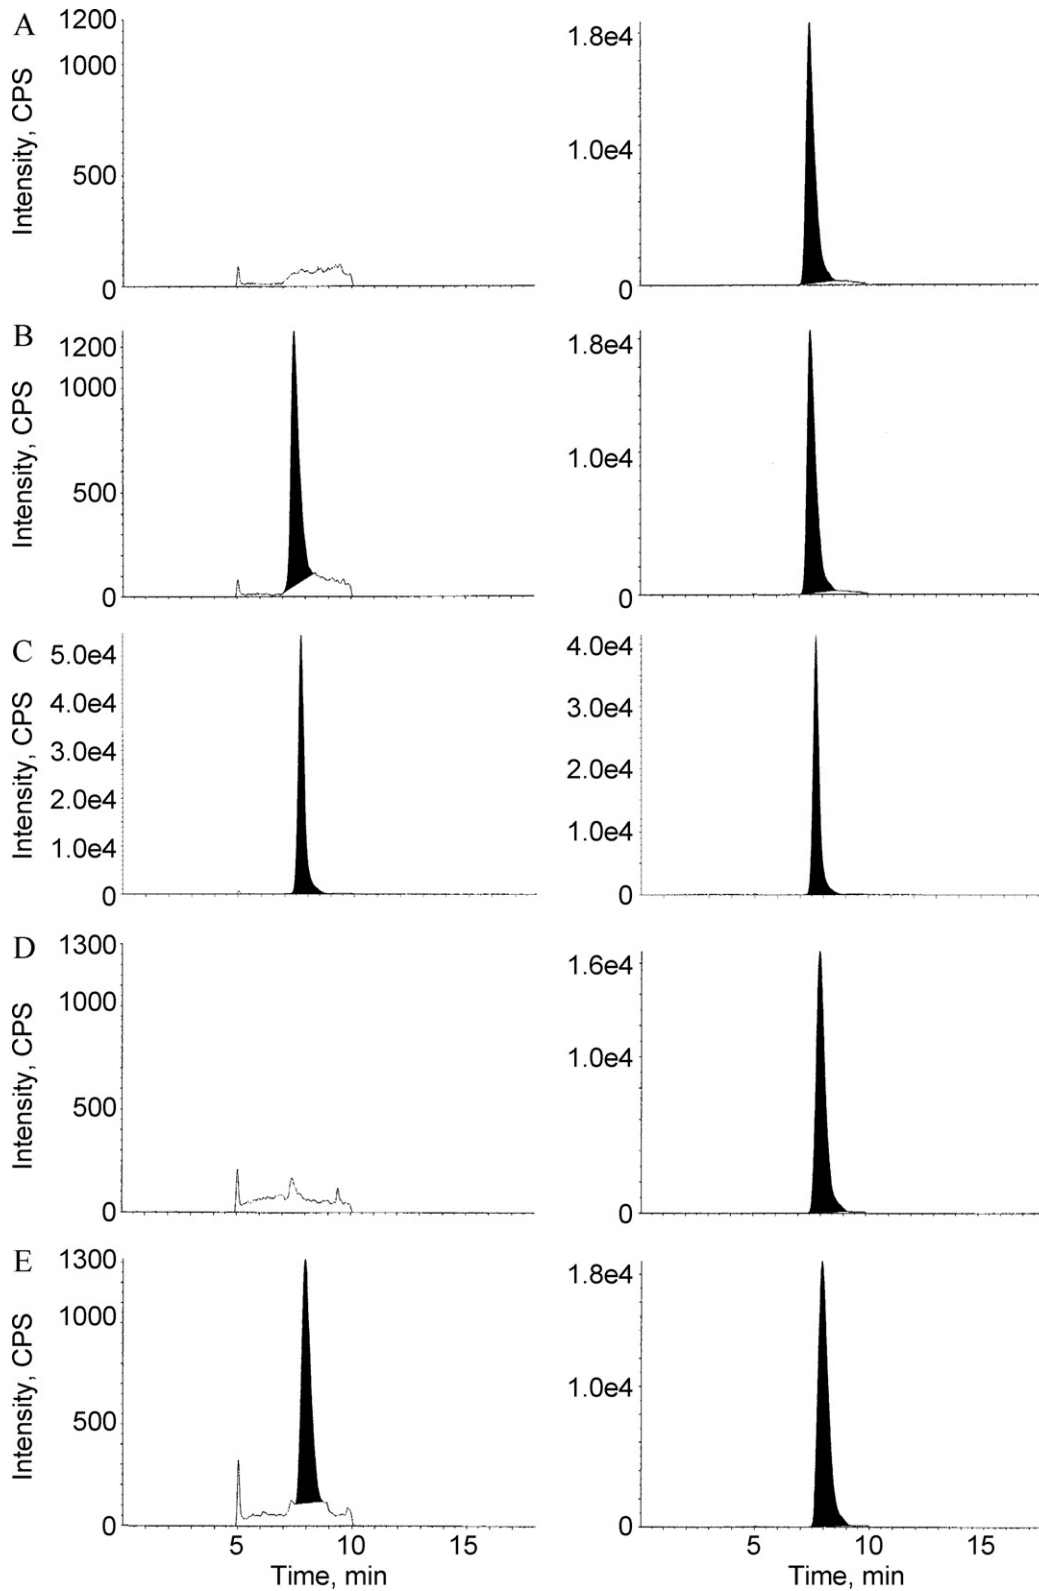 A
Intensity, CPS
1200
1000
500
0
1.8e4
1.0e4
0
B
Intensity, CPS
1200
1000
500
0
1.8e4
1.0e4
0
C
Intensity, CPS
5.0e4
4.0e4
3.0e4
2.0e4
1.0e4
0
4.0e4
3.0e4
2.0e4
1.0e4
0
D
Intensity, CPS
1300
1000
500
0
1.6e4
1.0e4
0
E
Intensity, CPS
1300
1000
500
0
1.8e4
1.0e4
0
5 10 15
Time, min
5 10 15
Time, min